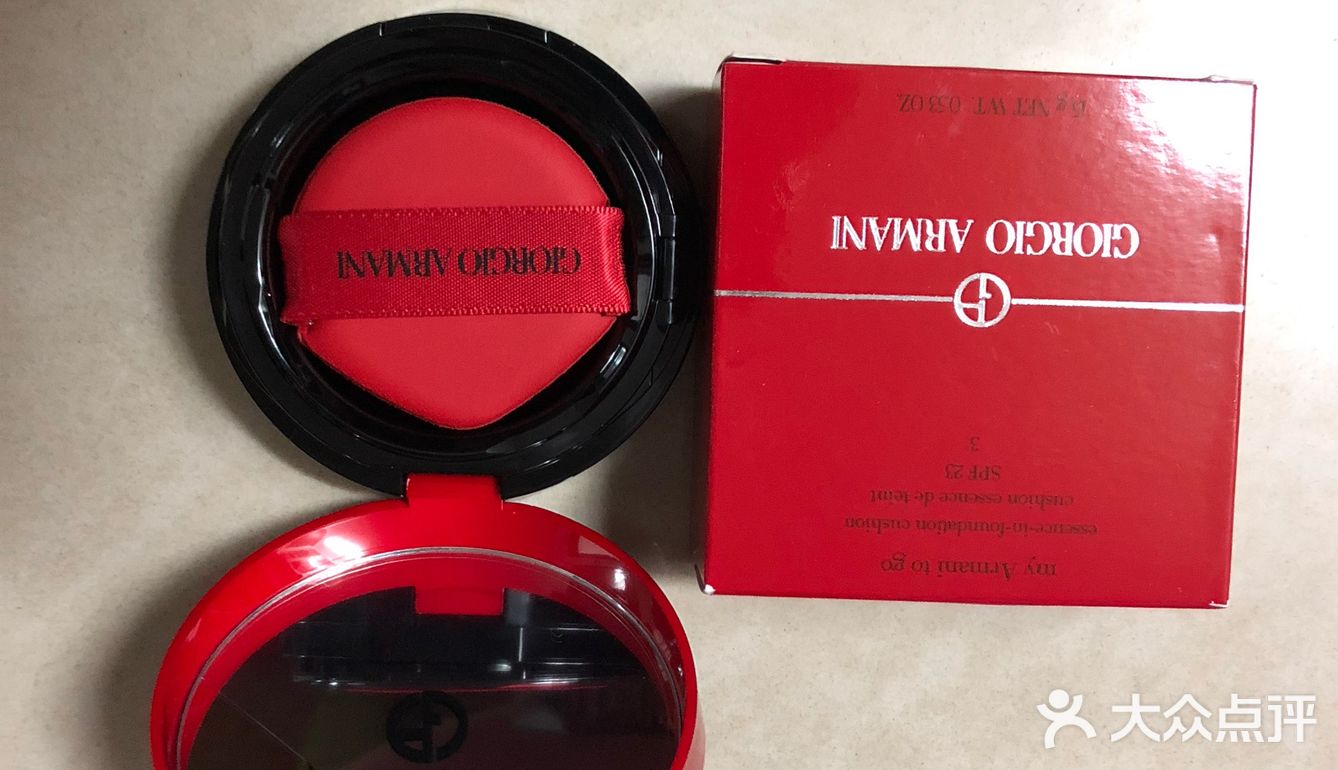 GIORGIO ARMANI
my Armani to go
essence-in-foundation cushion
cushion essence de teint
SPF 23
3
GIORGIO ARMANI
15 g NET WT. 0.53 OZ.
大众点评